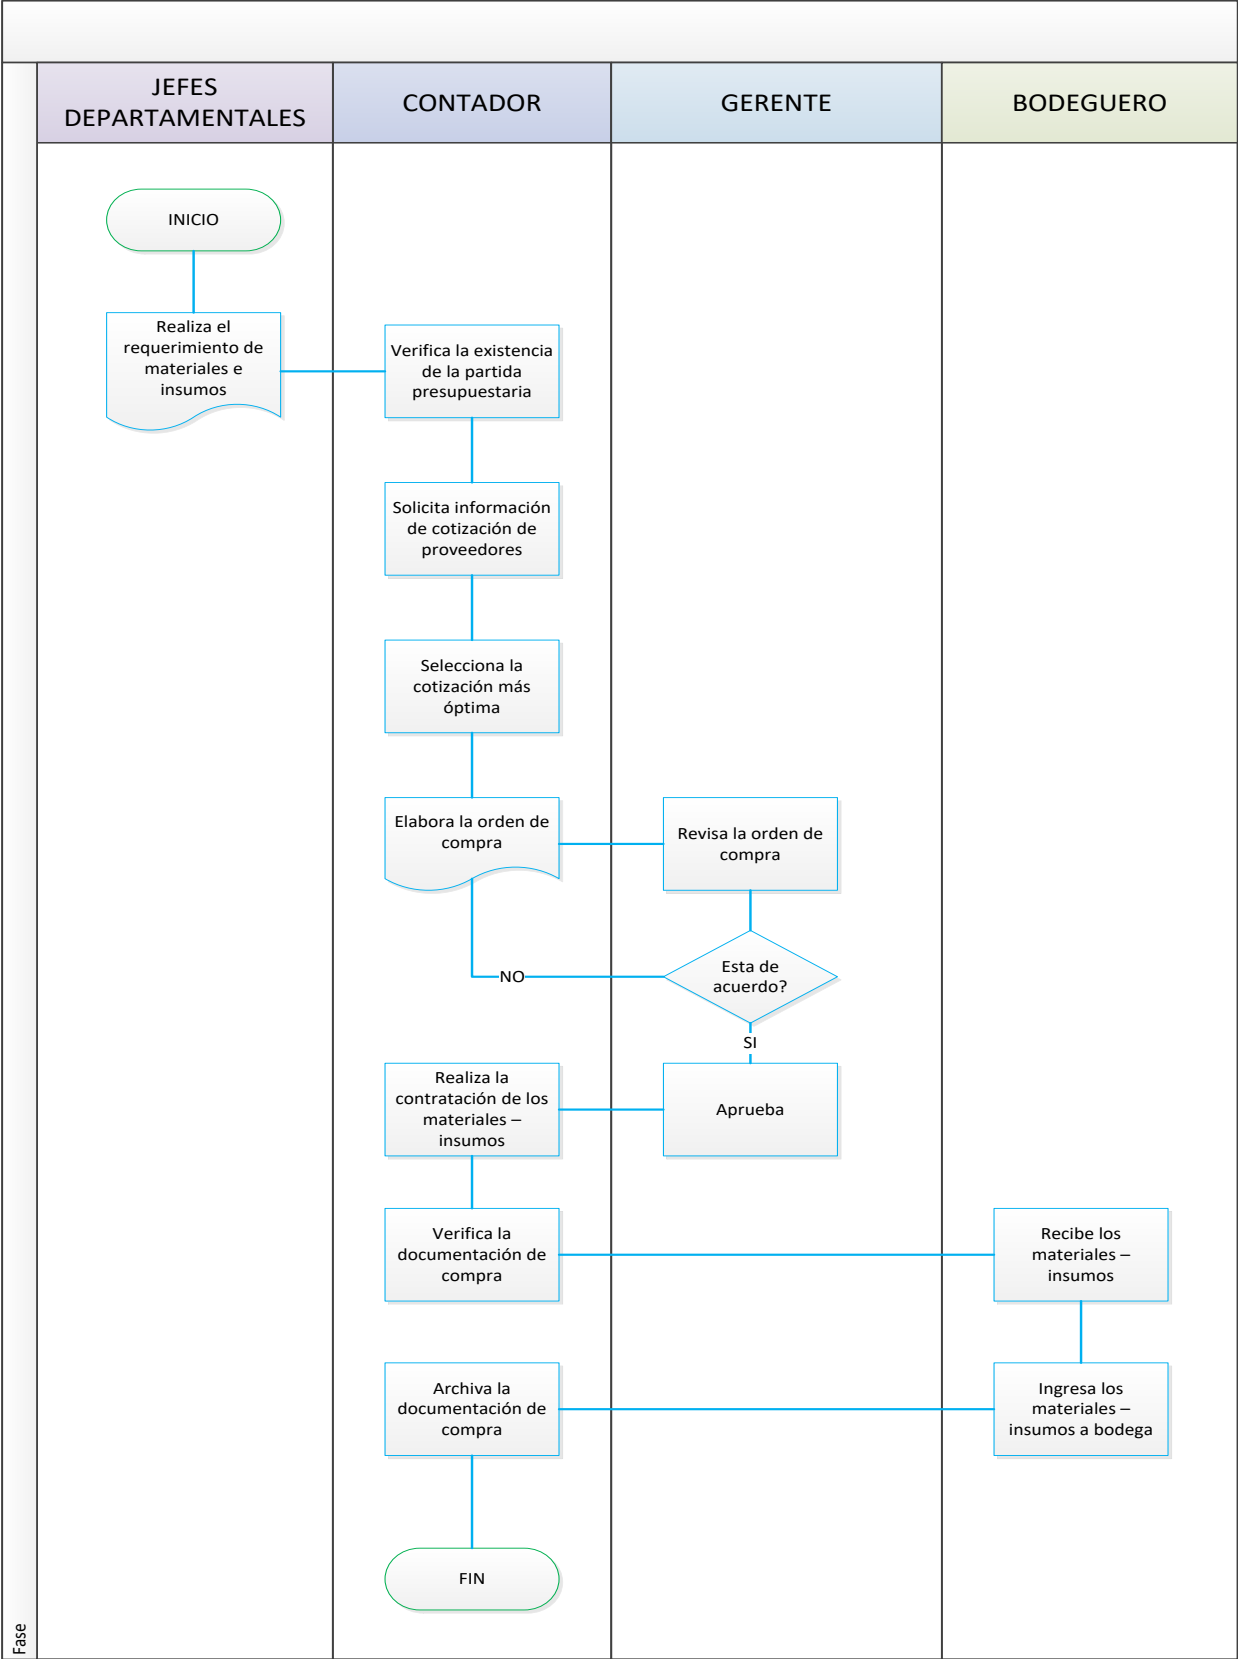 JEFES
DEPARTAMENTALES
CONTADOR
GERENTE
BODEGUERO
INICIO
Realiza el
requerimiento de
materiales e
insumos
Verifica la existencia
de la partida
presupuestaria
Solicita información
de cotización de
proveedores
Selecciona la
cotización más
óptima
Elabora la orden de
compra
Revisa la orden de
compra
Esta de
acuerdo?
NO
SI
Realiza la
contratación de los
materiales –
insumos
Aprueba
Verifica la
documentación de
compra
Recibe los
materiales –
insumos
Archiva la
documentación de
compra
Ingresa los
materiales –
insumos a bodega
FIN
Fase